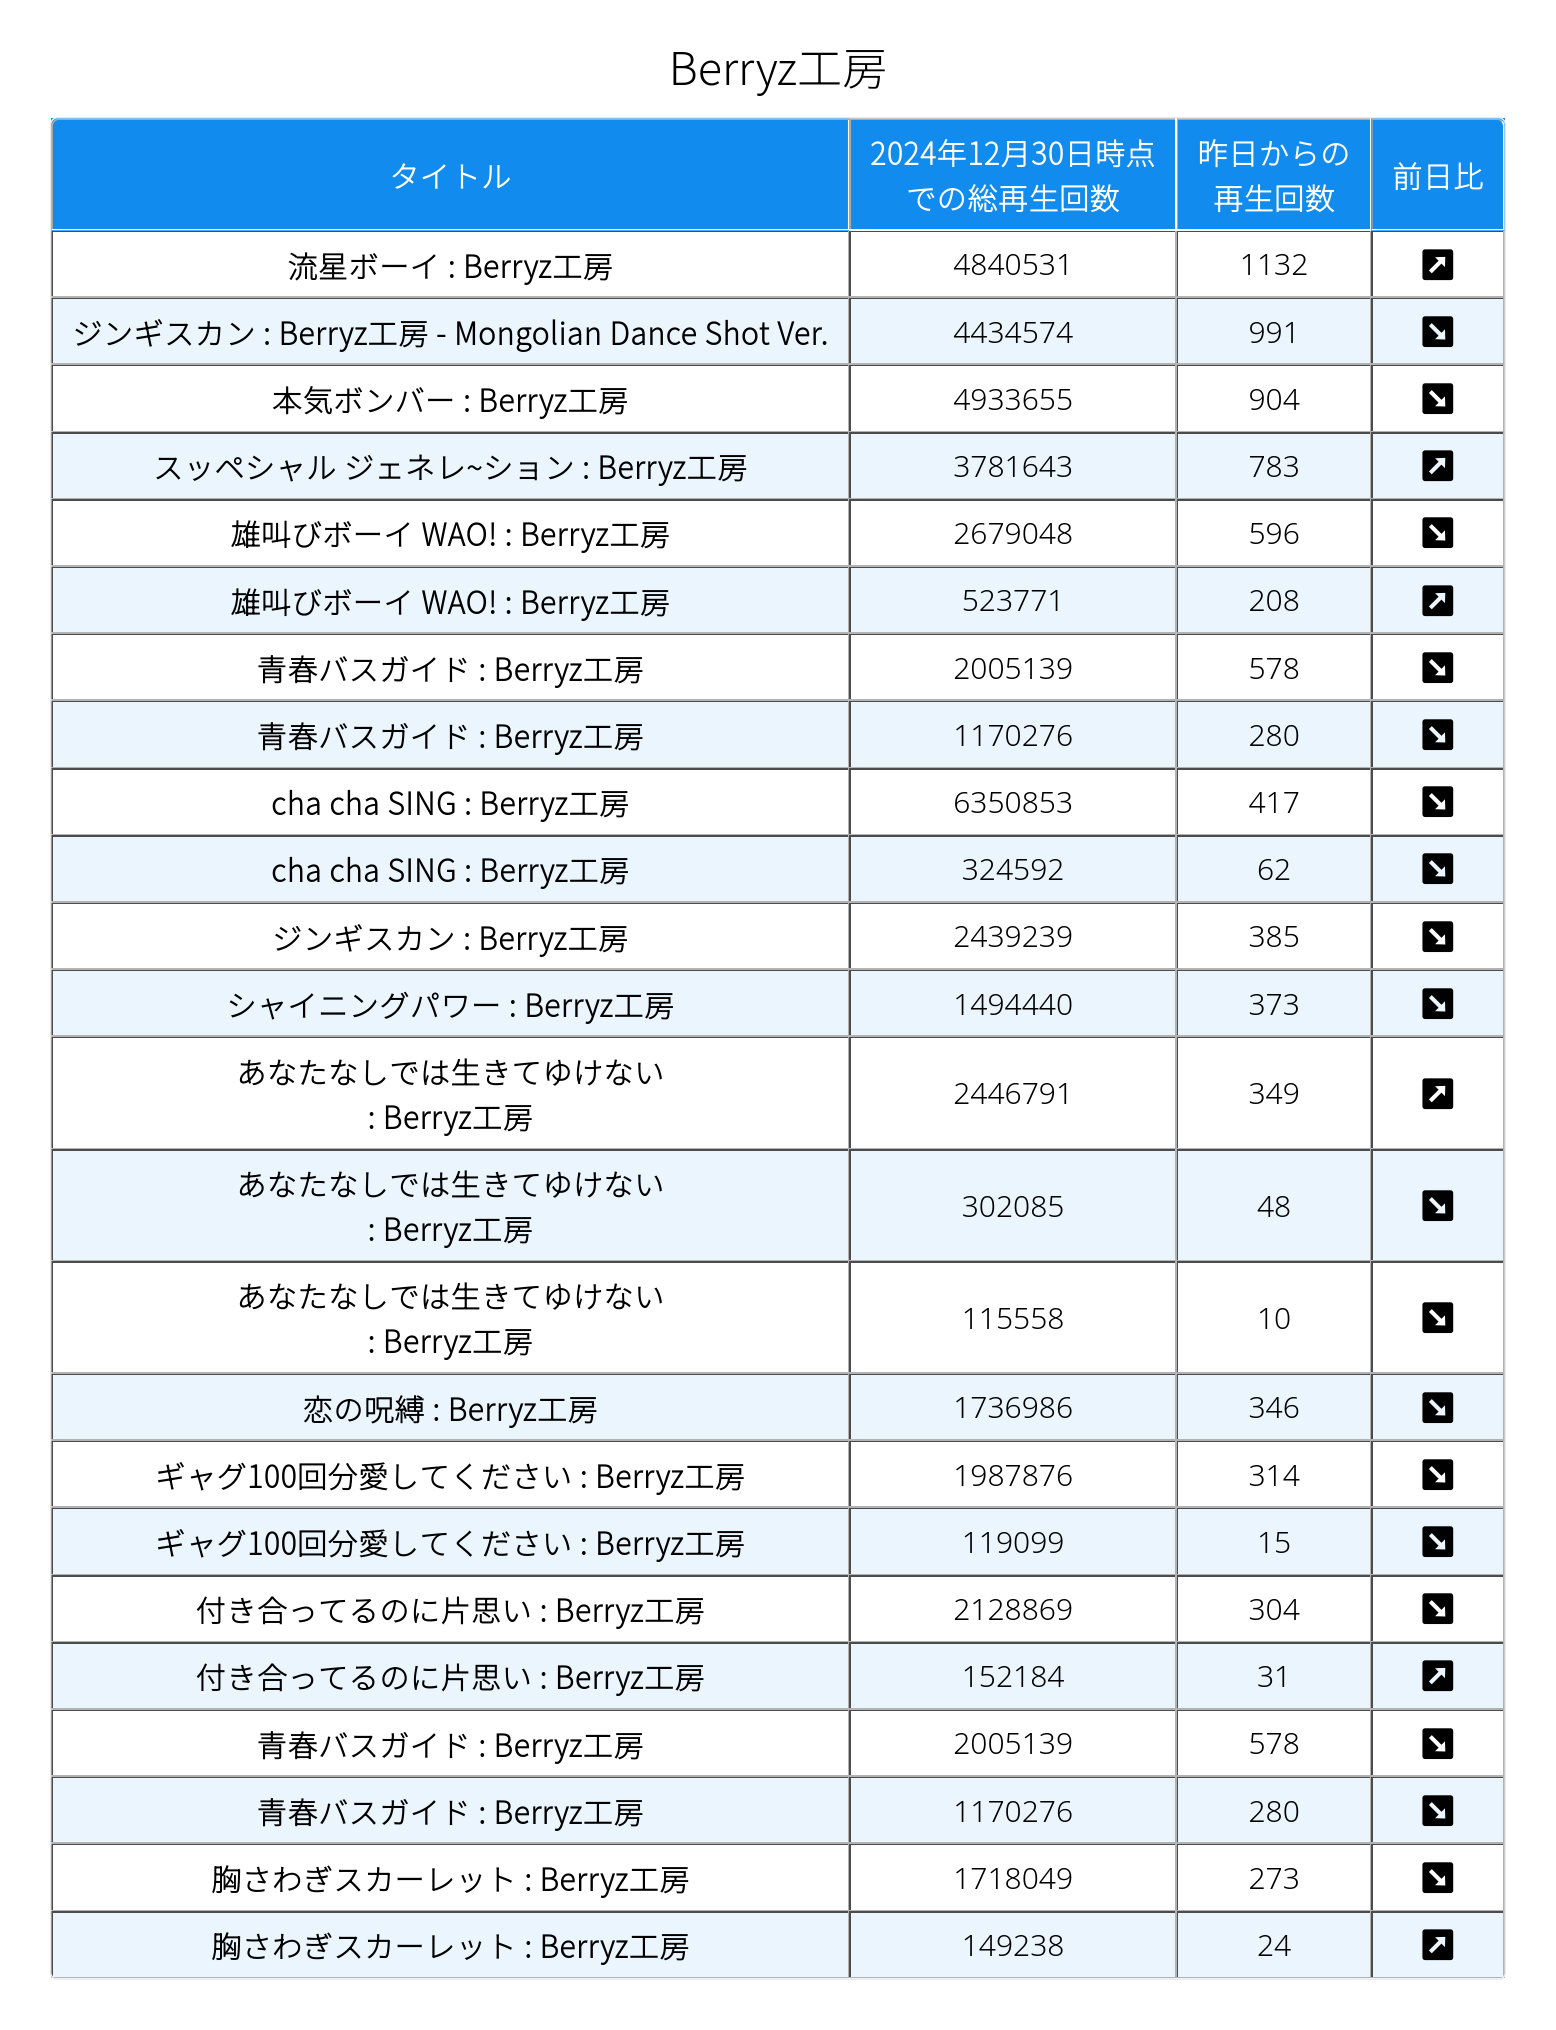 Berryz工房
タイトル
2024年12月30日時点
での総再生回数
昨日からの
再生回数
前日比
流星ボーイ : Berryz工房 4840531 1132
ジンギスカン : Berryz工房 - Mongolian Dance Shot Ver. 4434574 991
本気ボンバー : Berryz工房 4933655 904
スッペシャル ジェネレ~ション : Berryz工房 3781643 783
雄叫びボーイ WAO! : Berryz工房 2679048 596
雄叫びボーイ WAO! : Berryz工房 523771 208
青春バスガイド : Berryz工房 2005139 578
青春バスガイド : Berryz工房 1170276 280
cha cha SING : Berryz工房 6350853 417
cha cha SING : Berryz工房 324592 62
ジンギスカン : Berryz工房 2439239 385
シャイニングパワー : Berryz工房 1494440 373
あなたなしでは生きてゆけない
: Berryz工房 2446791 349
あなたなしでは生きてゆけない
: Berryz工房 302085 48
あなたなしでは生きてゆけない
: Berryz工房 115558 10
恋の呪縛 : Berryz工房 1736986 346
ギャグ100回分愛してください : Berryz工房 1987876 314
ギャグ100回分愛してください : Berryz工房 119099 15
付き合ってるのに片思い : Berryz工房 2128869 304
付き合ってるのに片思い : Berryz工房 152184 31
青春バスガイド : Berryz工房 2005139 578
青春バスガイド : Berryz工房 1170276 280
胸さわぎスカーレット : Berryz工房 1718049 273
胸さわぎスカーレット : Berryz工房 149238 24